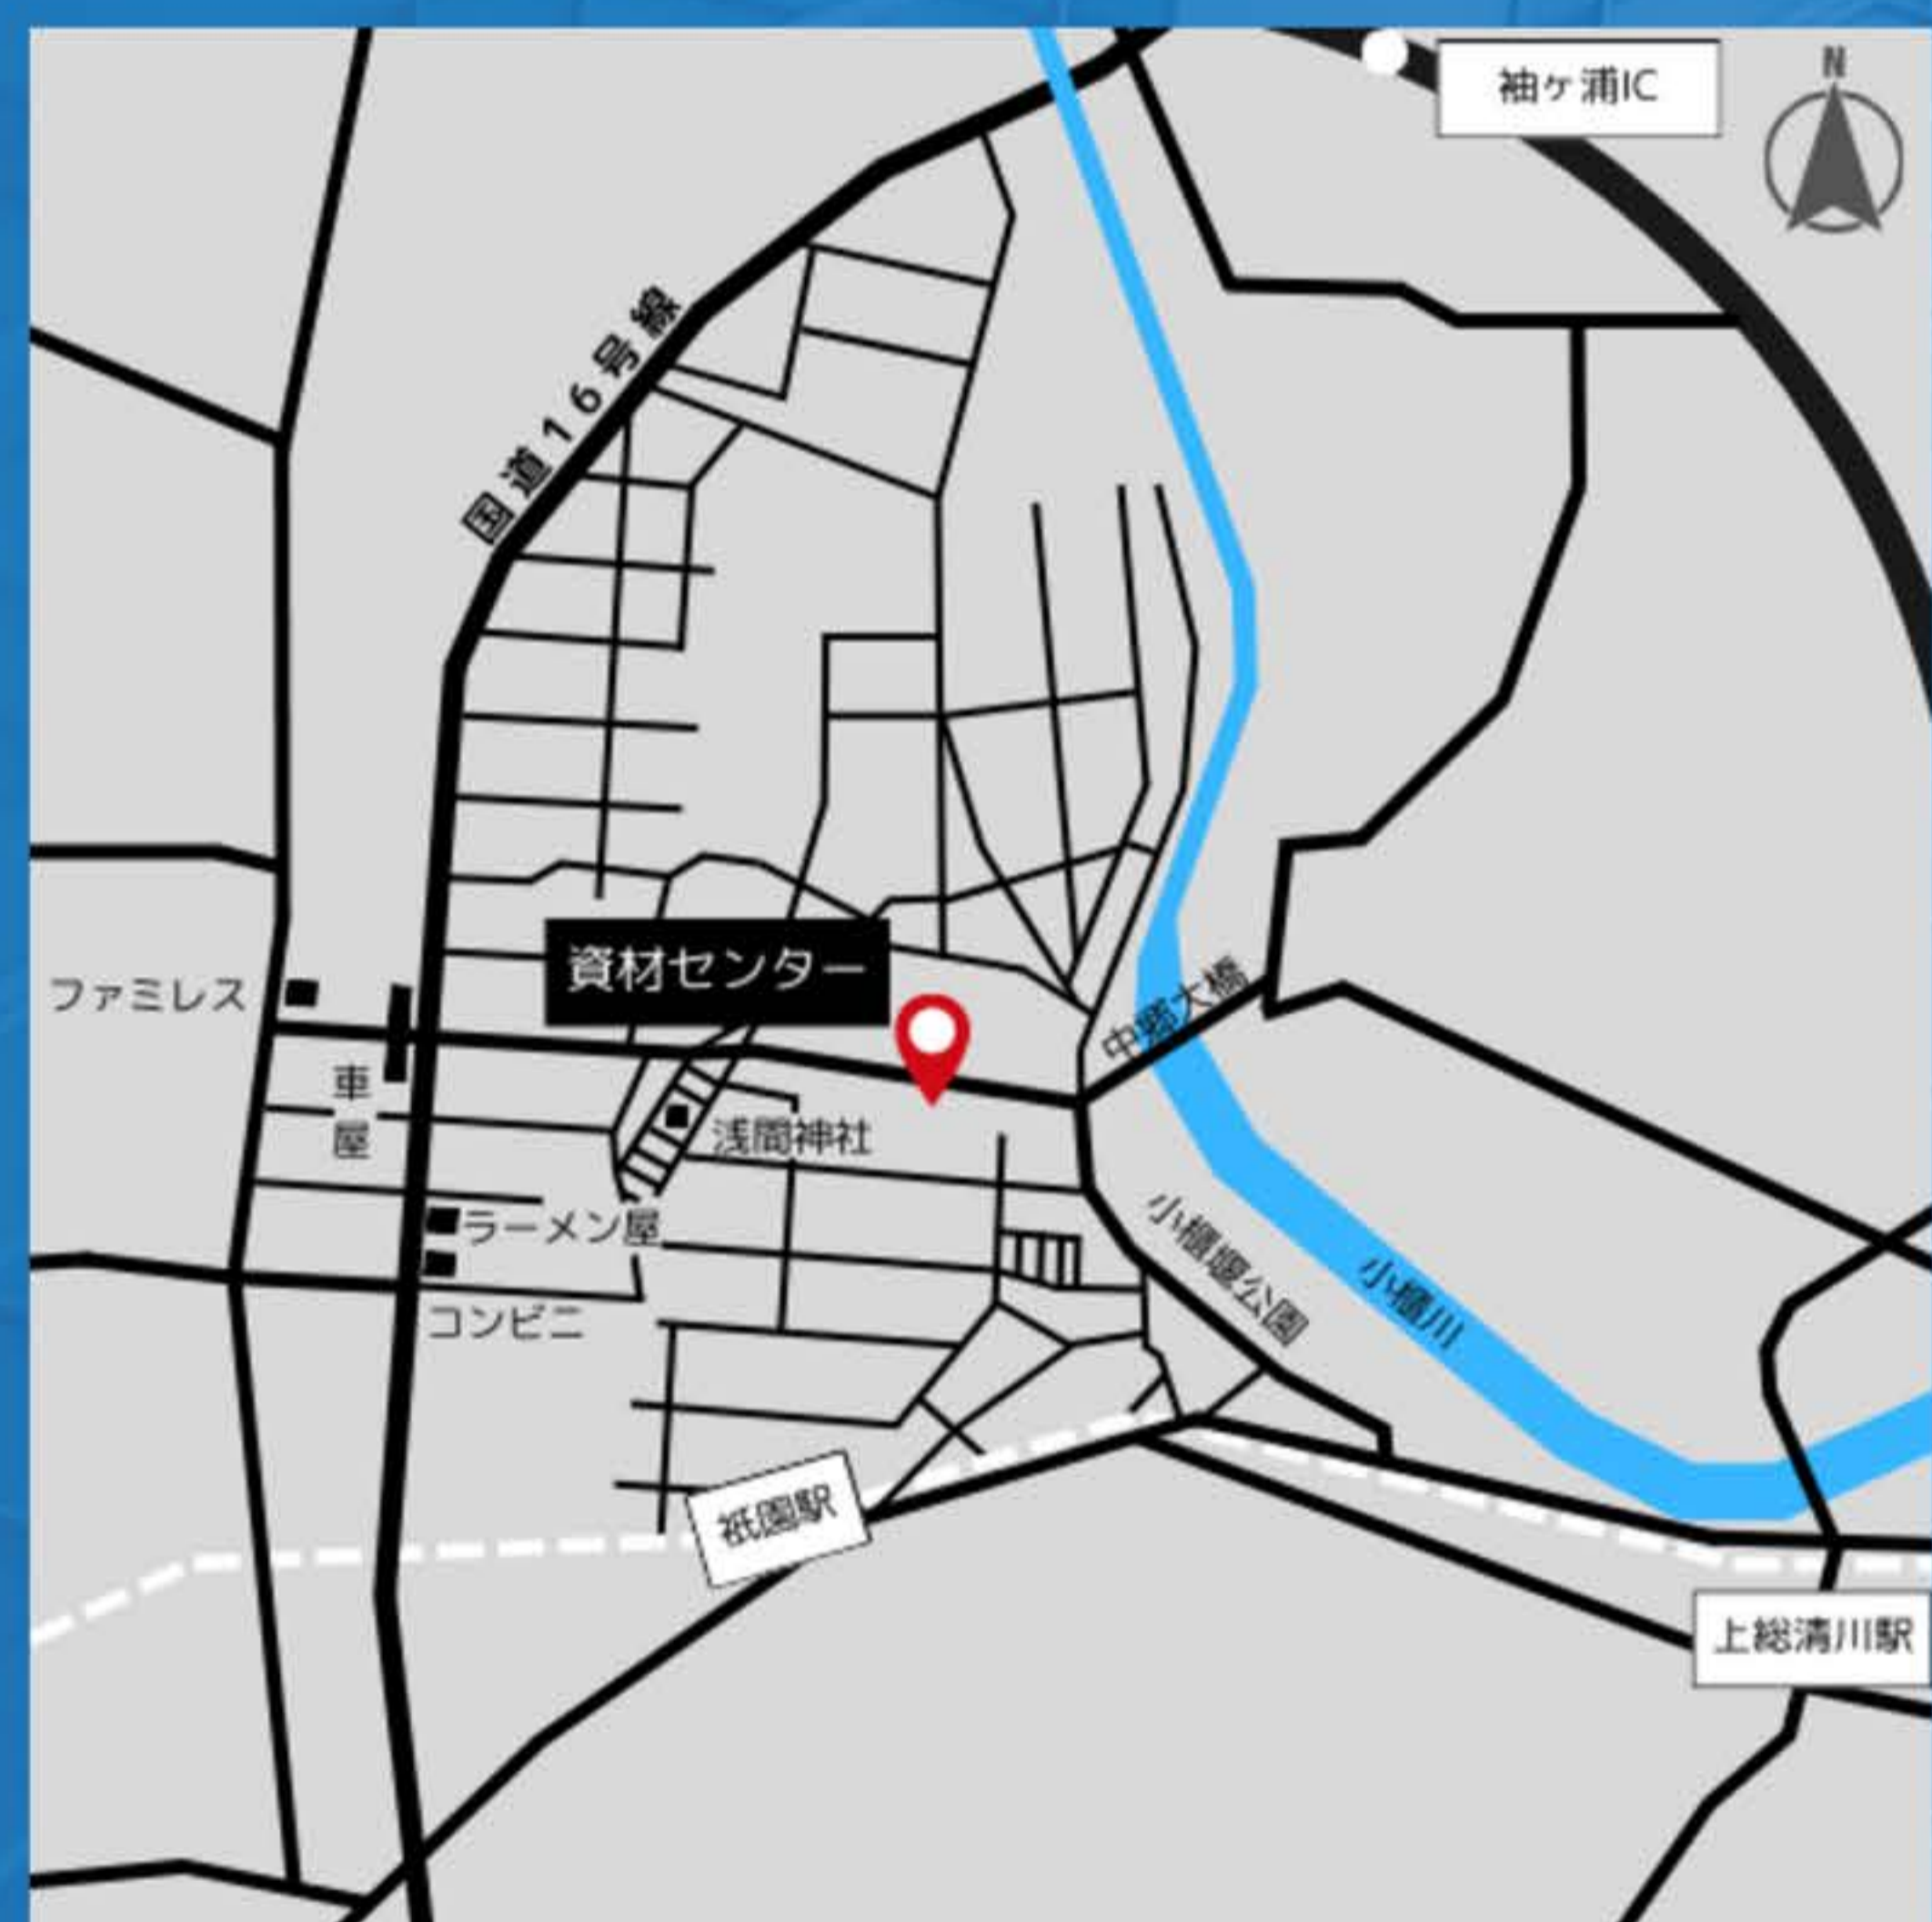 袖ヶ浦IC
N
国道16号線
資材センター
ファミレス
中郷大橋
車屋
浅間神社
ラーメン屋
小櫃堰公園
小櫃川
コンビニ
祇園駅
上総清川駅